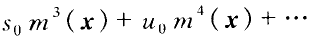 s₀ m³(x) + u₀ m⁴(x) + ⋯